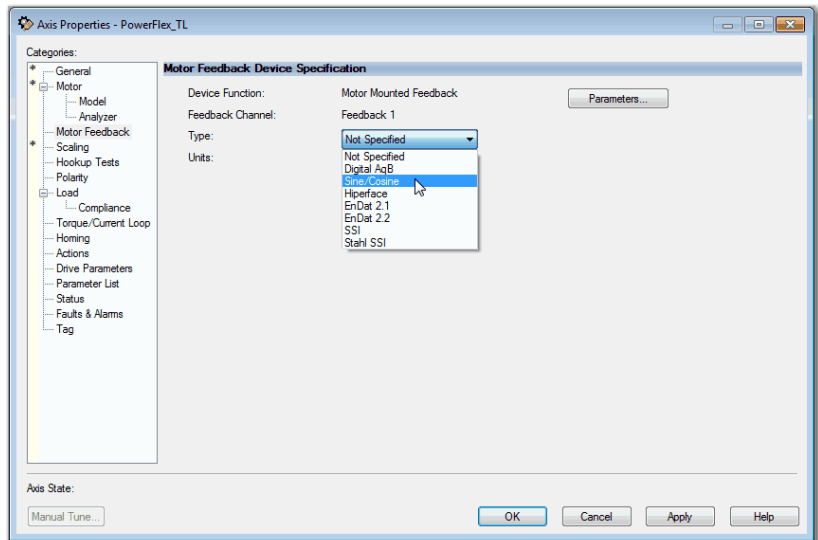 Axis Properties - PowerFlex_TL
Categories:
* General
* Motor
Model
Analyzer
Motor Feedback
* Scaling
Hookup Tests
Polarity
Load
Compliance
Torque/Current Loop
Homing
Actions
Drive Parameters
Parameter List
Status
Faults & Alarms
Tag
Motor Feedback Device Specification
Device Function: Motor Mounted Feedback Parameters...
Feedback Channel: Feedback 1
Type: Not Specified
Units: Not Specified
Digital AqB
Sine/Cosine
Hiperface
EnDat 2.1
EnDat 2.2
SSI
Stahl SSI
Axis State:
Manual Tune... OK Cancel Apply Help